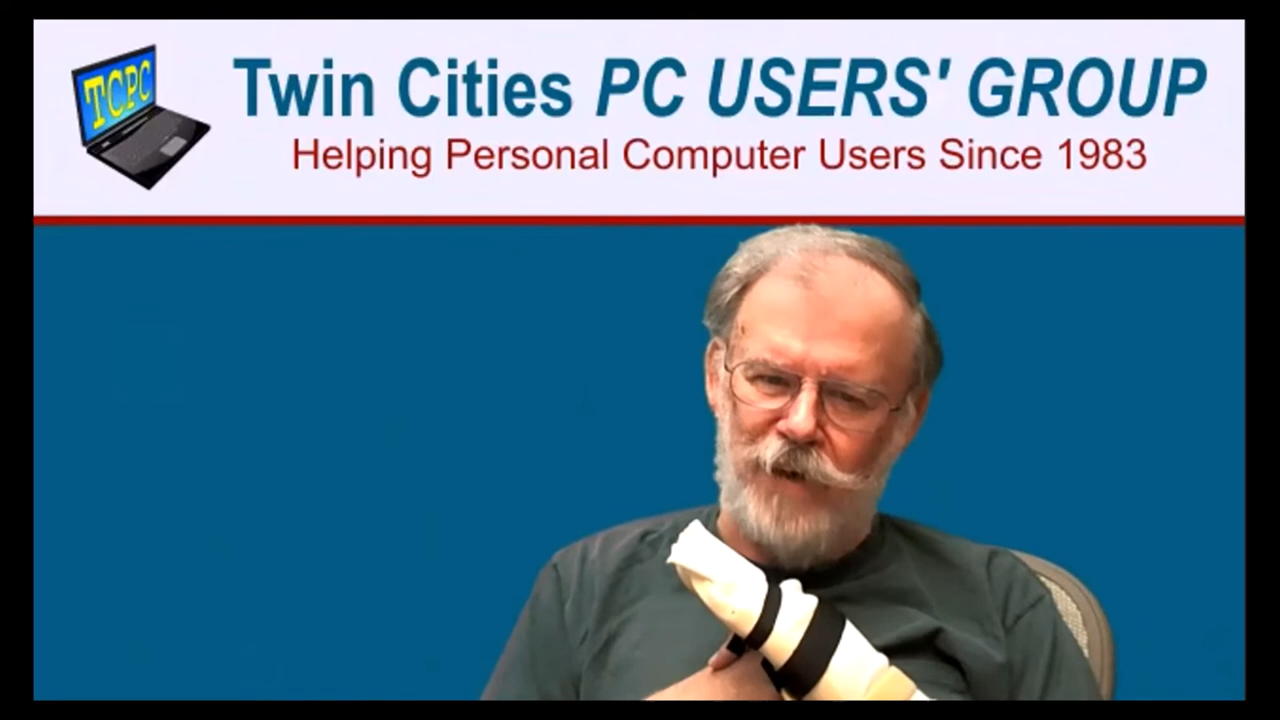 TCPC
Twin Cities PC USERS' GROUP
Helping Personal Computer Users Since 1983